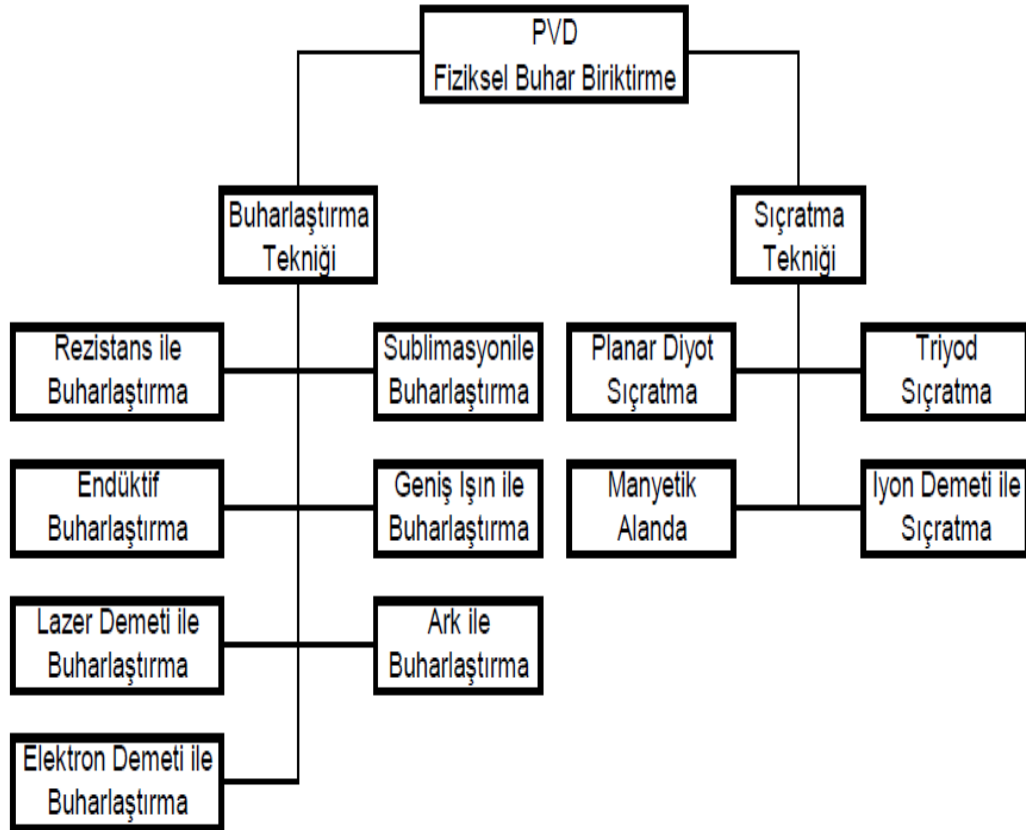 PVD
Fiziksel Buhar Biriktirme
Buharlaştırma
Tekniği
Sıçratma
Tekniği
Rezistans ile
Buharlaştırma
Sublimasyonile
Buharlaştırma
Planar Diyot
Sıçratma
Triyod
Sıçratma
Endüktif
Buharlaştırma
Geniş Işın ile
Buharlaştırma
Manyetik
Alanda
Iyon Demeti ile
Sıçratma
Lazer Demeti ile
Buharlaştırma
Ark ile
Buharlaştırma
Elektron Demeti ile
Buharlaştırma